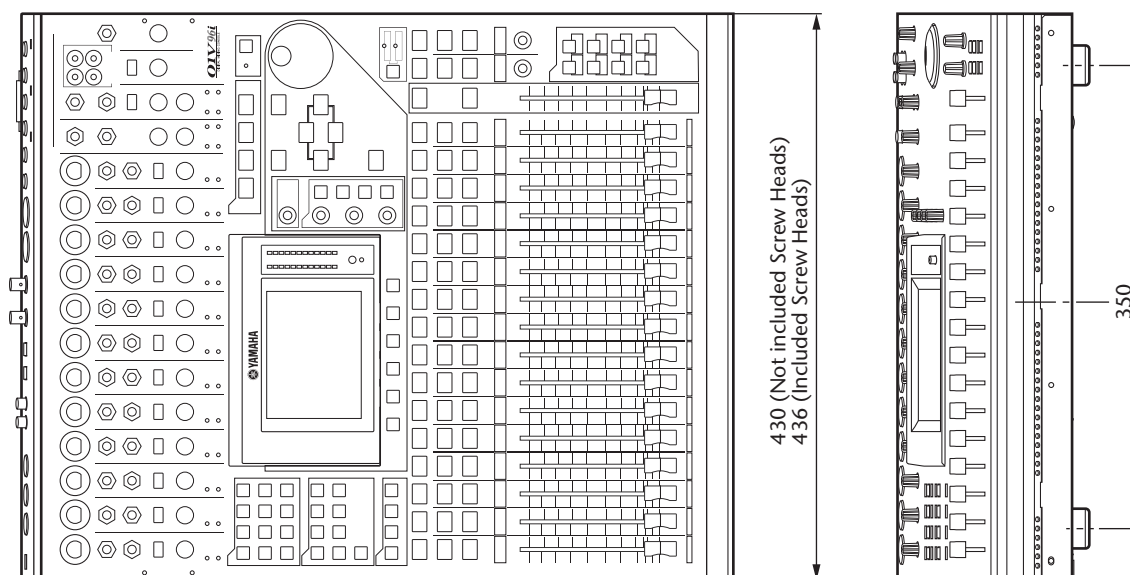 01V96i
YAMAHA
430 (Not included Screw Heads)
436 (Included Screw Heads)
350